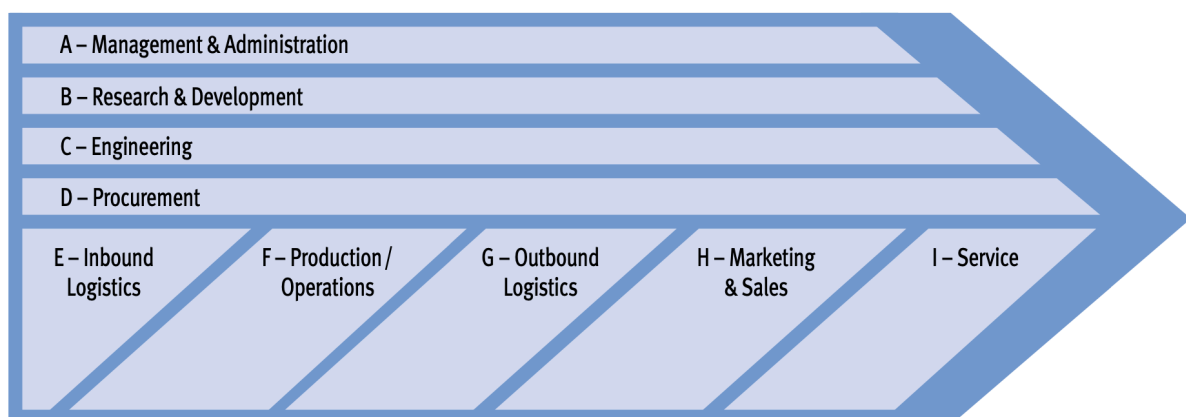 A – Management & Administration
B – Research & Development
C – Engineering
D – Procurement
E – Inbound
Logistics
F – Production /
Operations
G – Outbound
Logistics
H – Marketing
& Sales
I – Service